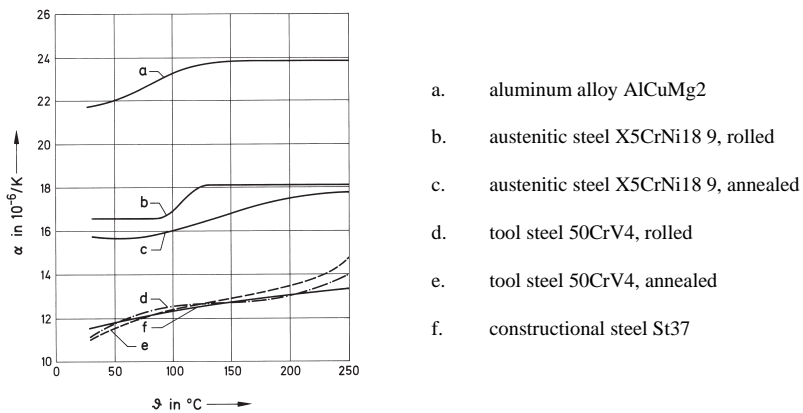 26
24
22
20
18
16
14
12
10
α in 10⁻⁶/K
0 50 100 150 200 250
ϑ in °C
a
b
c
d
f
e
a. aluminum alloy AlCuMg2
b. austenitic steel X5CrNi18 9, rolled
c. austenitic steel X5CrNi18 9, annealed
d. tool steel 50CrV4, rolled
e. tool steel 50CrV4, annealed
f. constructional steel St37